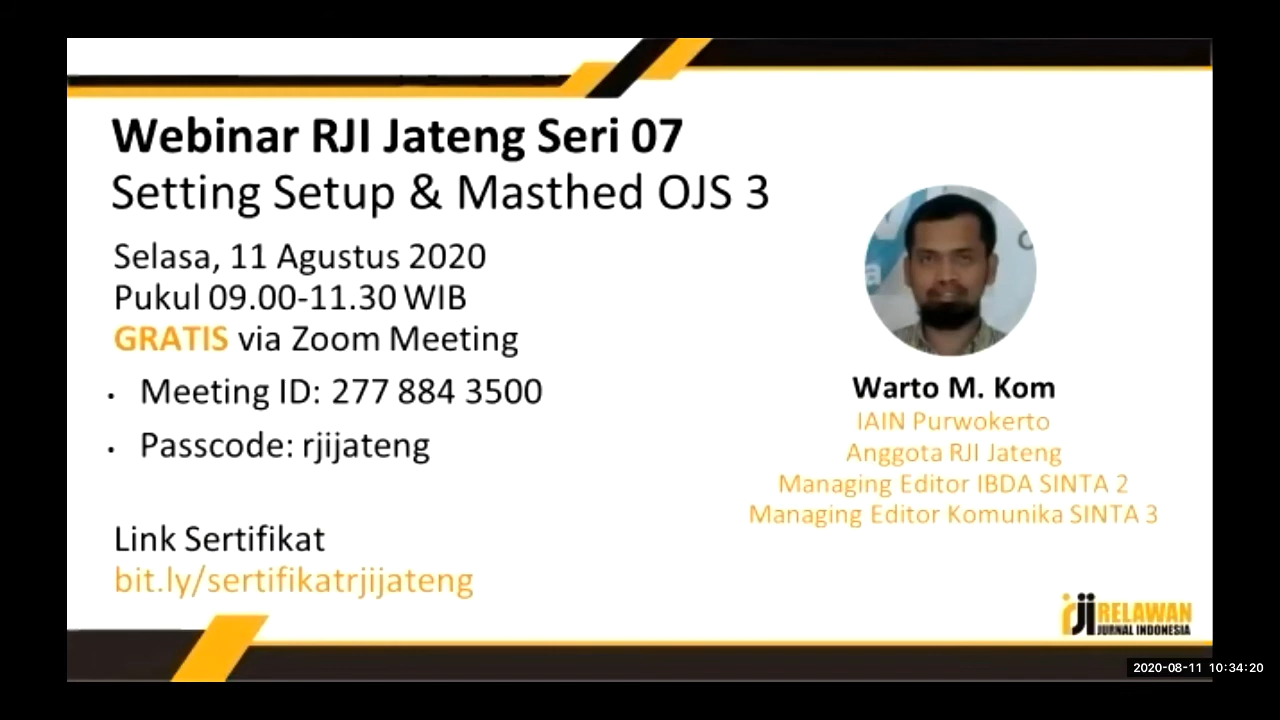 Webinar RJI Jateng Seri 07
Setting Setup & Masthed OJS 3
Selasa, 11 Agustus 2020
Pukul 09.00-11.30 WIB
GRATIS via Zoom Meeting
• Meeting ID: 277 884 3500
• Passcode: rjijateng
Link Sertifikat
bit.ly/sertifikatrjijateng
Warto M. Kom
IAIN Purwokerto
Anggota RJI Jateng
Managing Editor IBDA SINTA 2
Managing Editor Komunika SINTA 3
rji RELAWAN
JURNAL INDONESIA
2020-08-11 10:34:20